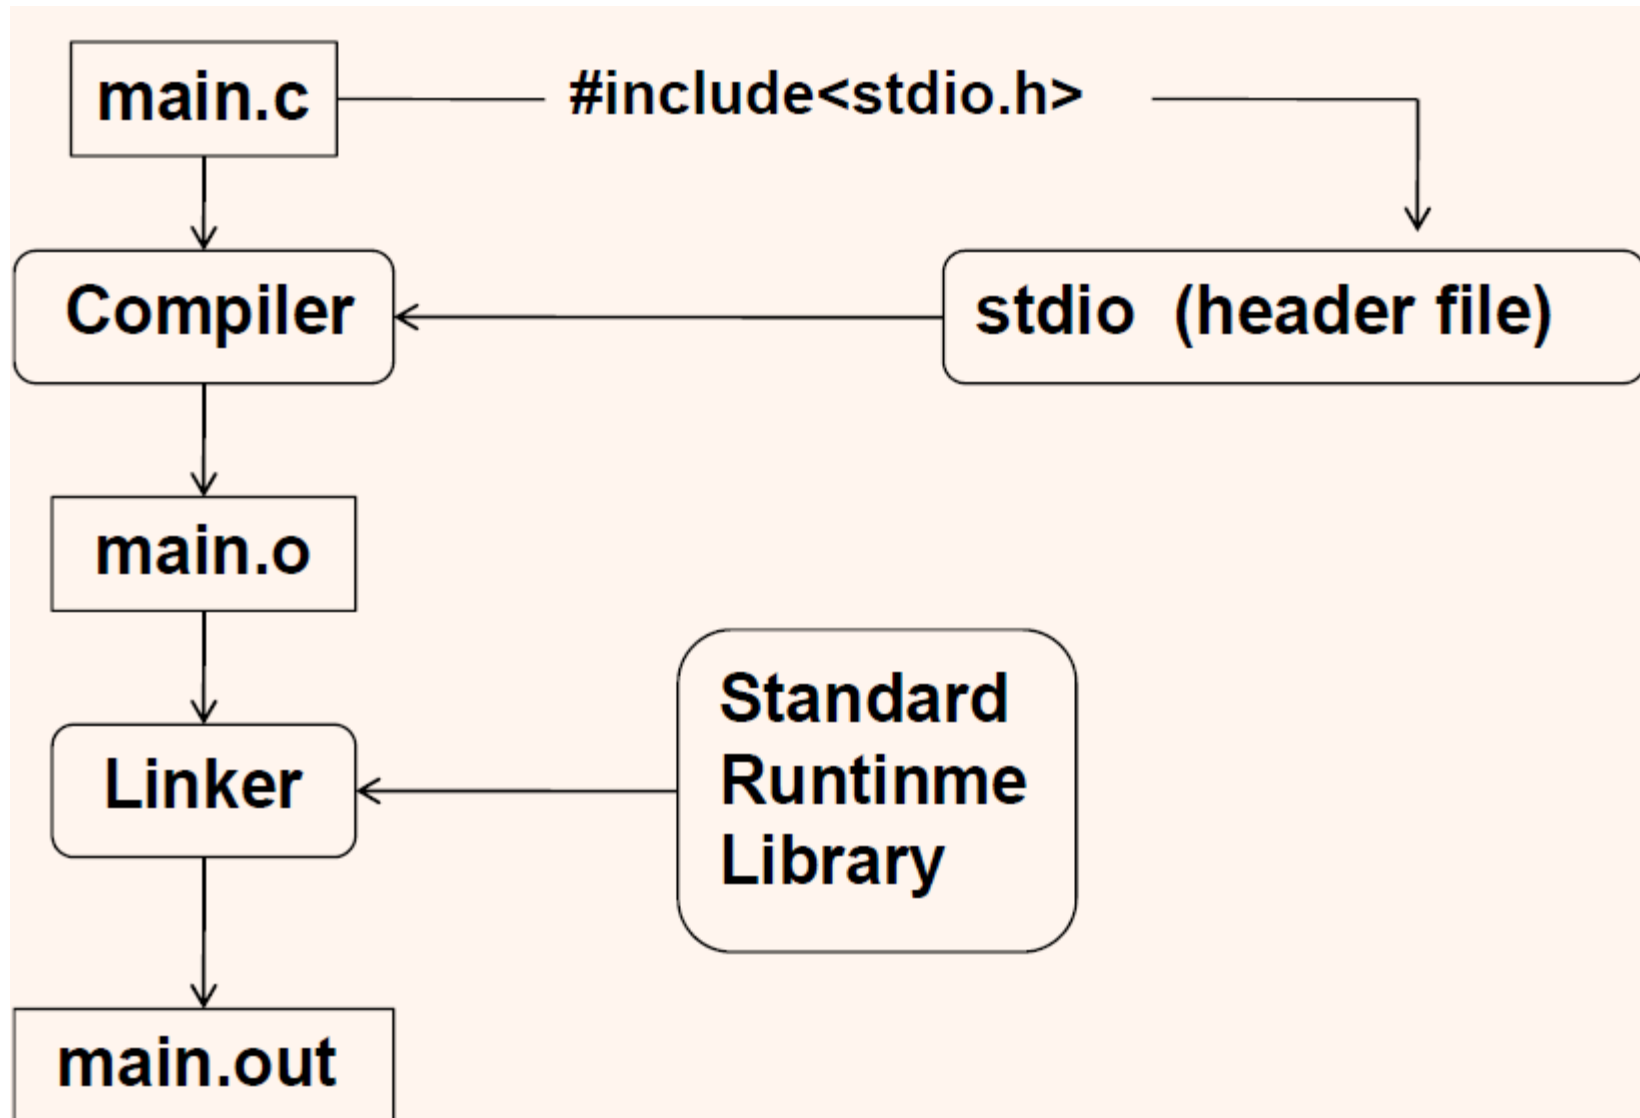 main.c
#include<stdio.h>
Compiler
stdio (header file)
main.o
Standard
Runtinme
Library
Linker
main.out